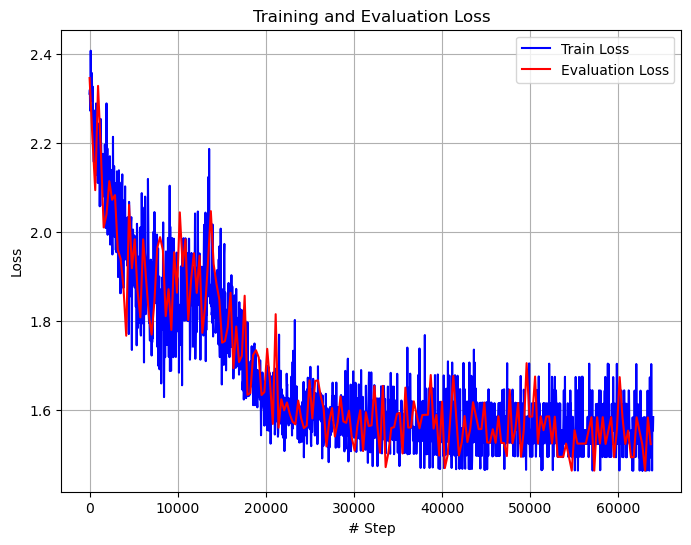 Training and Evaluation Loss
Train Loss
Evaluation Loss
Loss
2.4
2.2
2.0
1.8
1.6
0 10000 20000 30000 40000 50000 60000
# Step